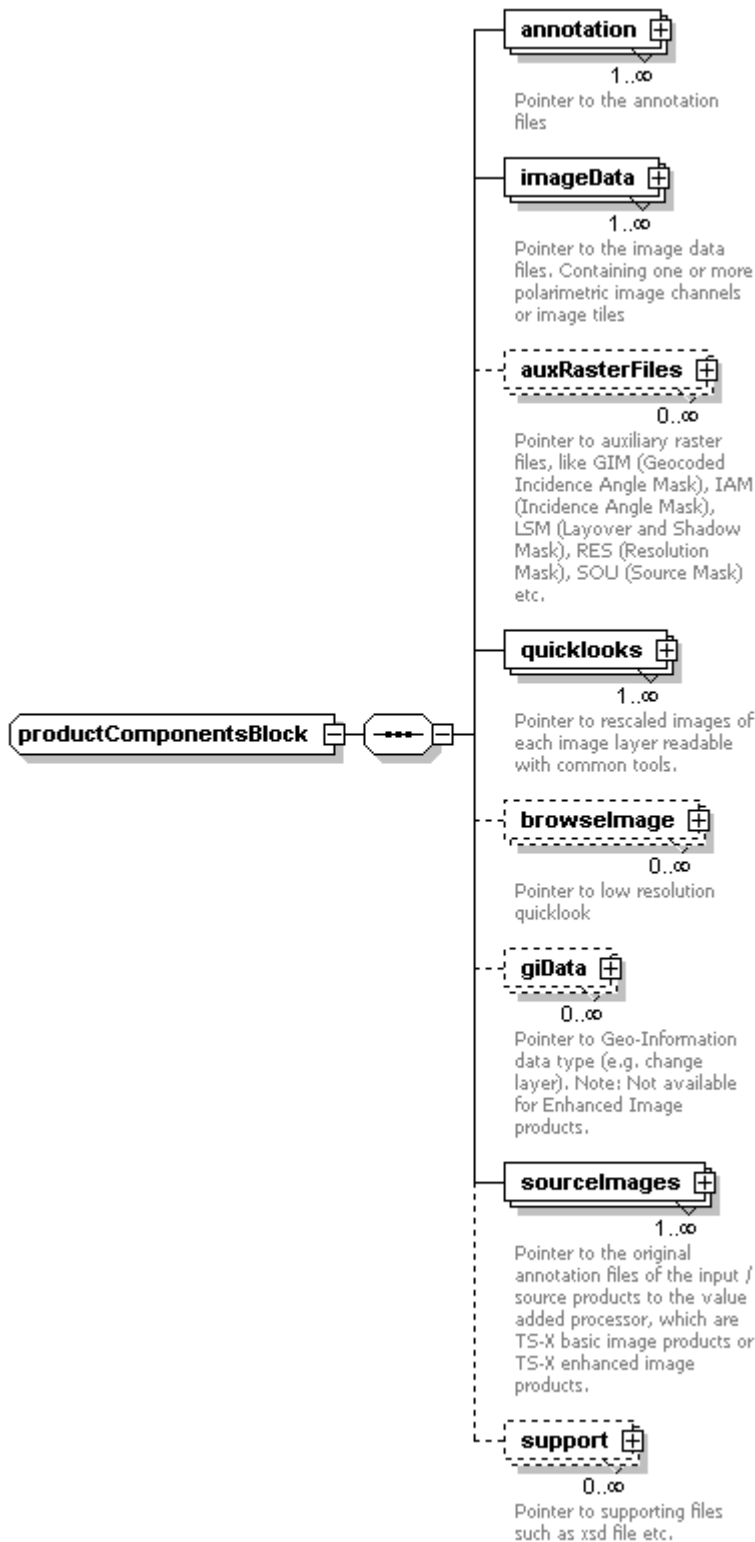 annotation
1..∞
Pointer to the annotation
files
imageData
1..∞
Pointer to the image data
files. Containing one or more
polarimetric image channels
or image tiles
auxRasterFiles
0..∞
Pointer to auxiliary raster
files, like GIM (Geocoded
Incidence Angle Mask), IAM
(Incidence Angle Mask),
LSM (Layover and Shadow
Mask), RES (Resolution
Mask), SOU (Source Mask)
etc.
quicklooks
1..∞
Pointer to rescaled images of
each image layer readable
with common tools.
productComponentsBlock
browseImage
0..∞
Pointer to low resolution
quicklook
giData
0..∞
Pointer to Geo-Information
data type (e.g. change
layer). Note: Not available
for Enhanced Image
products.
sourceImages
1..∞
Pointer to the original
annotation files of the input /
source products to the value
added processor, which are
TS-X basic image products or
TS-X enhanced image
products.
support
0..∞
Pointer to supporting files
such as xsd file etc.